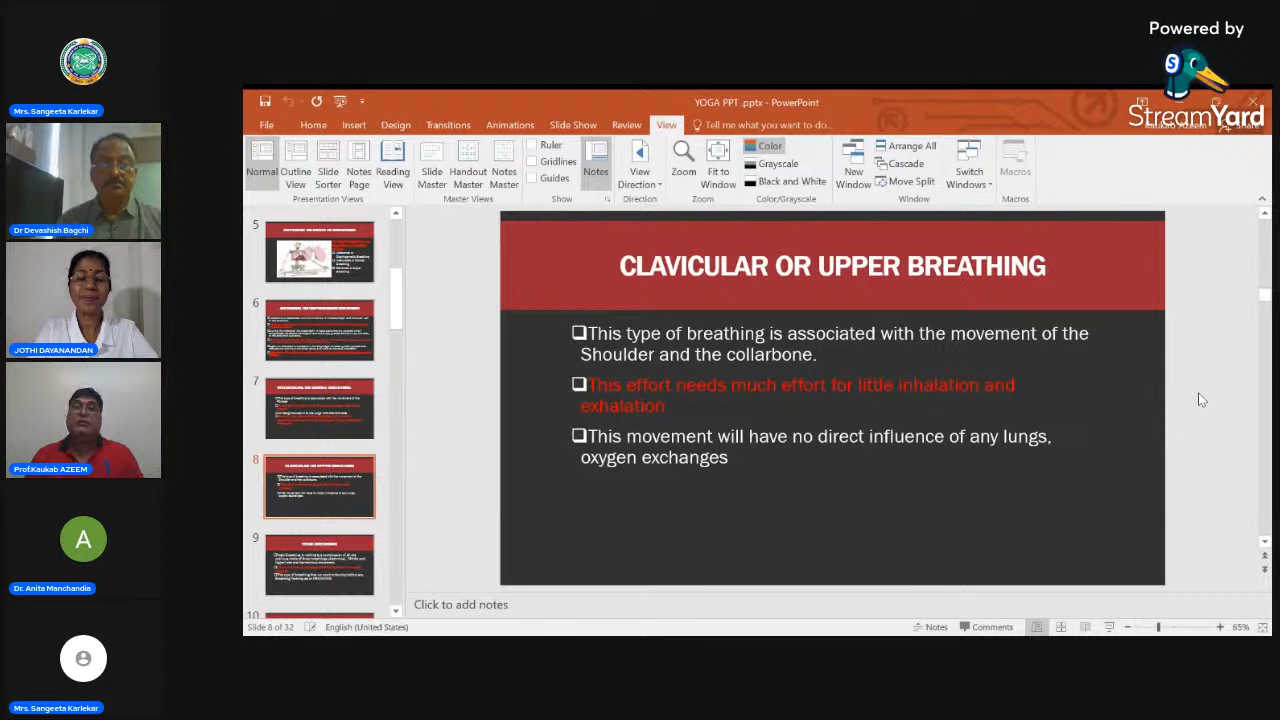 Powered by
StreamYard
Mrs. Sangeeta Karlekar
Dr Devashish Bagchi
JOTHI DAYANANDAN
Prof.Kaukab AZEEM
A
Dr. Anita Manchandia
Mrs. Sangeeta Karlekar
YOGA PPT .pptx - PowerPoint
File Home Insert Design Transitions Animations Slide Show Review View Tell me what you want to do...
Share
Normal Outline View Slide Sorter Notes Page Reading View
Presentation Views
Slide Master Handout Master Notes Master
Master Views
Ruler
Gridlines
Guides
Show
Notes
View Direction
Direction
Zoom Fit to Window
Zoom
Color
Grayscale
Black and White
Color/Grayscale
New Window
Arrange All
Cascade
Move Split
Switch Windows
Window
Macros
Macros
5
6
7
8
9
10
CLAVICULAR OR UPPER BREATHING
This type of breathing is associated with the movement of the
Shoulder and the collarbone.
This effort needs much effort for little inhalation and
exhalation
This movement will have no direct influence of any lungs,
oxygen exchanges
Click to add notes
Slide 8 of 32 English (United States) Notes Comments 65%